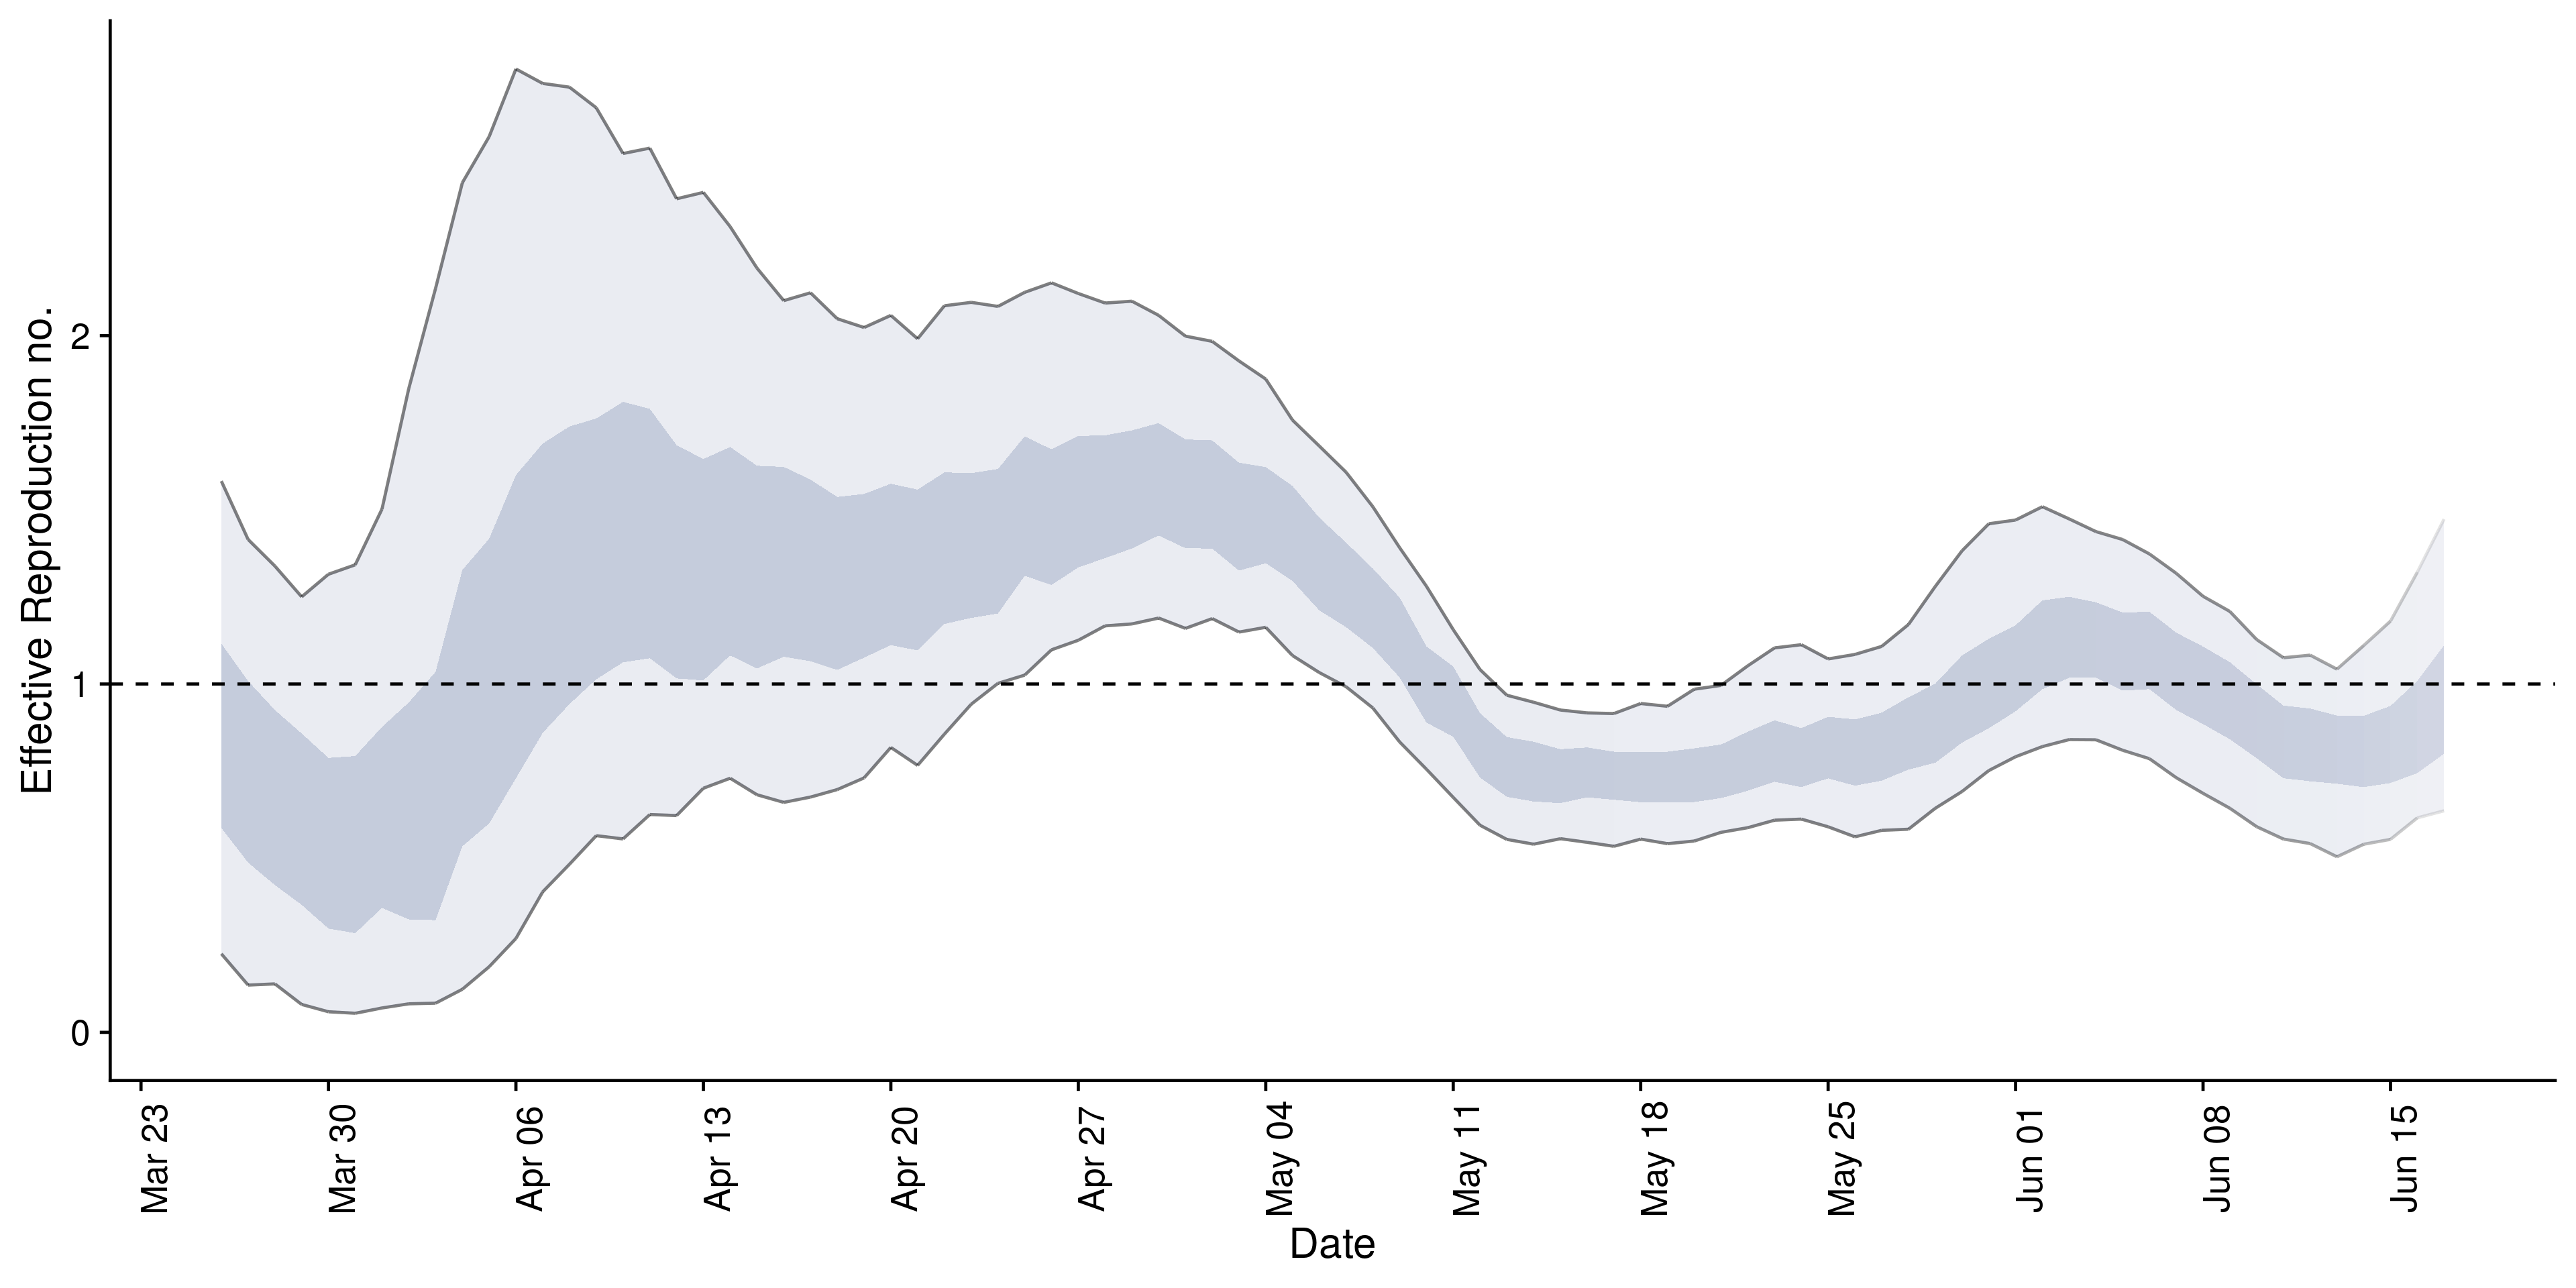 Effective Reproduction no.
2
1
0
Mar 23
Mar 30
Apr 06
Apr 13
Apr 20
Apr 27
May 04
May 11
May 18
May 25
Jun 01
Jun 08
Jun 15
Date